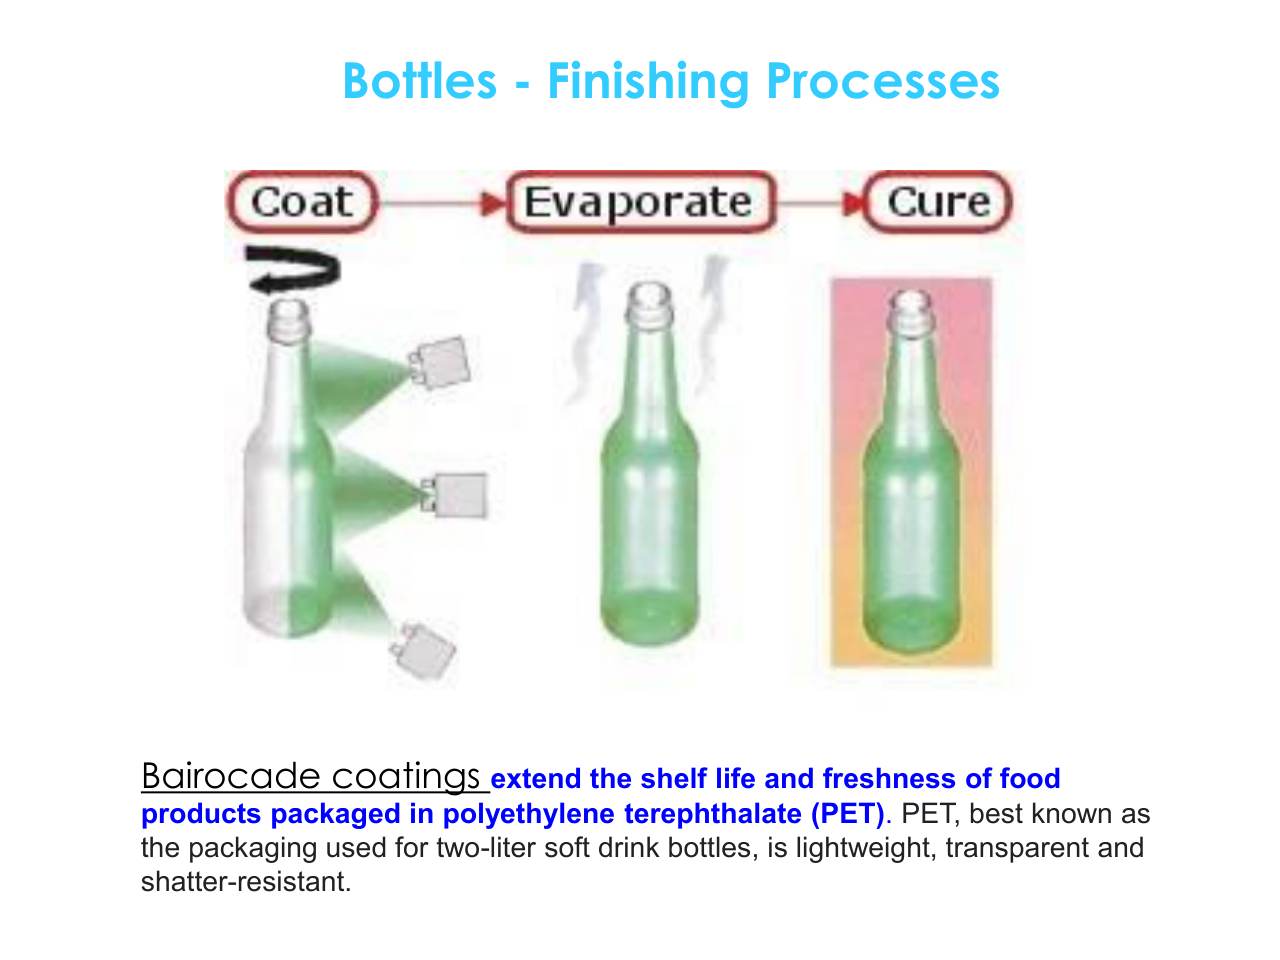 Bottles - Finishing Processes
Coat
Evaporate
Cure
Bairocade coatings extend the shelf life and freshness of food
products packaged in polyethylene terephthalate (PET). PET, best known as
the packaging used for two-liter soft drink bottles, is lightweight, transparent and
shatter-resistant.